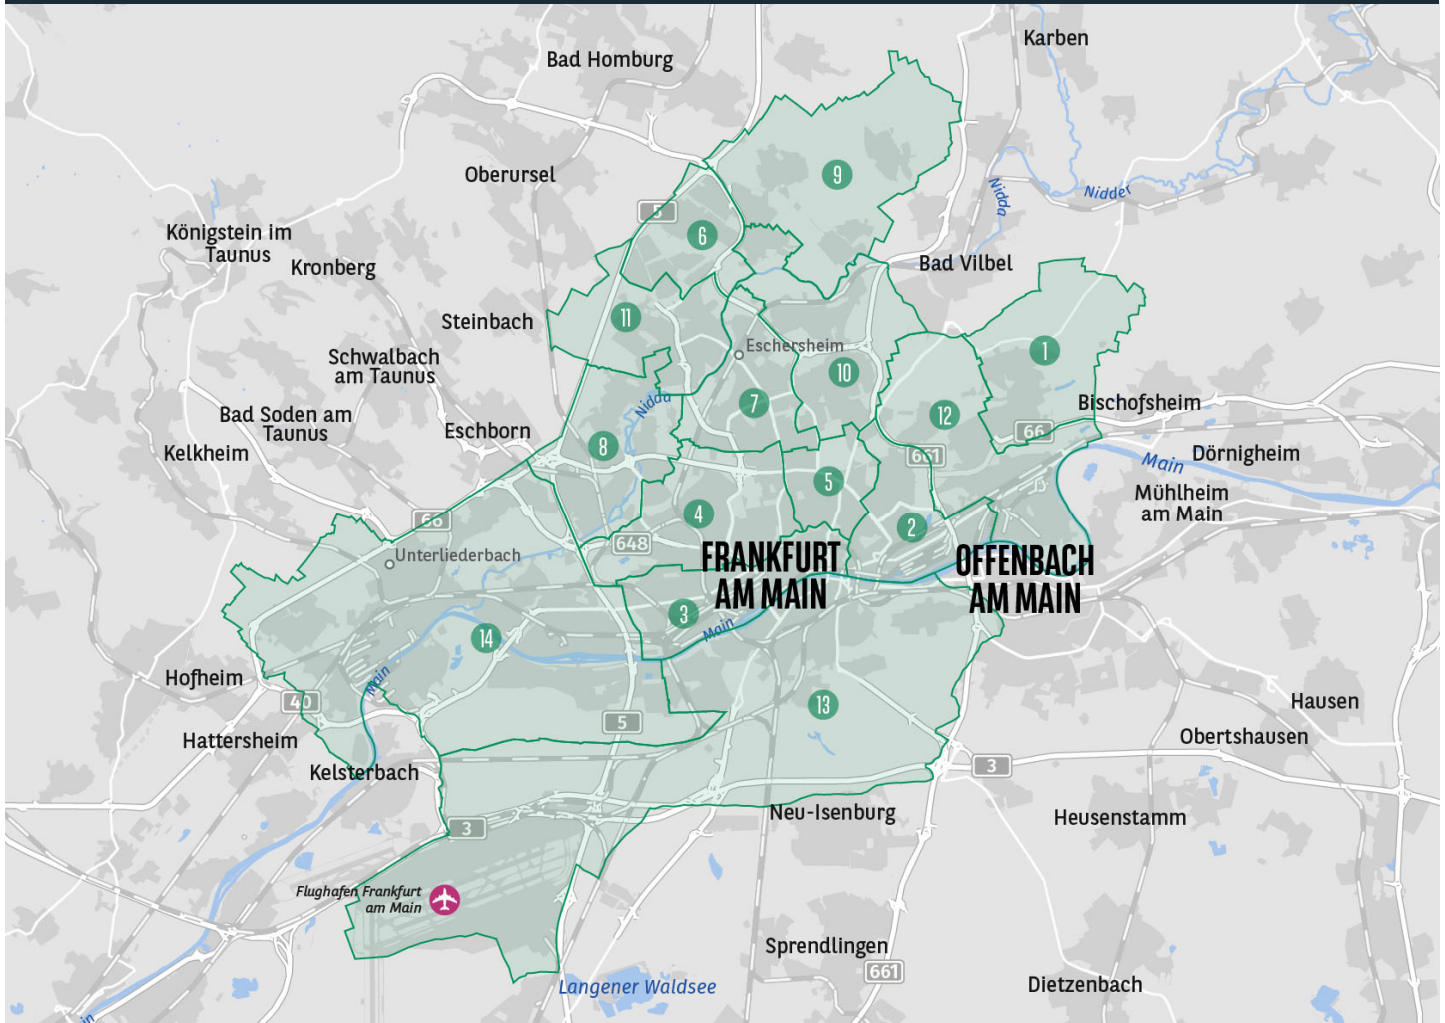 Karben
Bad Homburg
Oberursel
9
Nidda
Nidder
5
6
Königstein im
Taunus
Kronberg
Bad Vilbel
Steinbach
11
Eschersheim
1
Schwalbach
am Taunus
10
Bad Soden am
Taunus
Nidda
7
12
Bischofsheim
Eschborn
66
Kelkheim
8
661
Main
Dörnigheim
5
Mühlheim
am Main
66
4
2
648
Unterliederbach
FRANKFURT
AM MAIN
OFFENBACH
AM MAIN
3
Main
14
Hofheim
Main
40
13
Hausen
5
Hattersheim
Obertshausen
Kelsterbach
3
Neu-Isenburg
Heusenstamm
3
Flughafen Frankfurt
am Main
Sprendlingen
661
Langener Waldsee
Dietzenbach